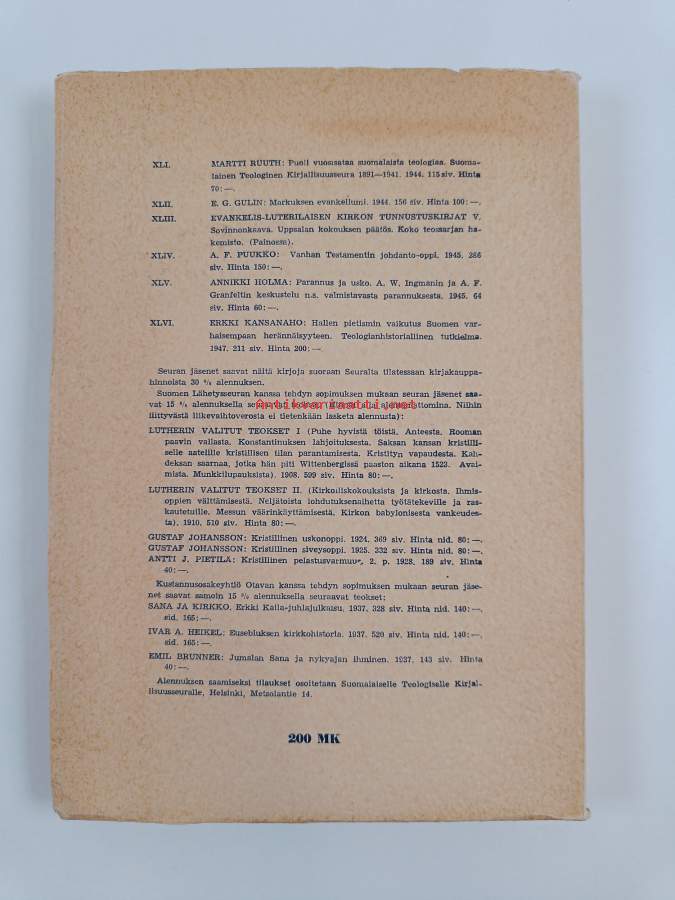 XLI. MARTTI RUUTH: Puoli vuosisataa suomalaista teologiaa. Suoma-
lainen Teologinen Kirjallisuusseura 1891—1941. 1944. 115 siv. Hinta
70:—.
XLII. E. G. GULIN: Markuksen evankeliumi. 1944. 156 siv. Hinta 100:—.
XLIII. EVANKELIS-LUTERILAISEN KIRKON TUNNUSTUSKIRJAT V.
Sovinnonkaava. Uppsalan kokouksen päätös. Koko teossarjan ha-
kemisto. (Painossa).
XLIV. A. F. PUUKKO: Vanhan Testamentin johdanto-oppi. 1945. 286
siv. Hinta 150:—.
XLV. ANNIKKI HOLMA: Parannus ja usko. A. W. Ingmanin ja A. F.
Granfeltin keskustelu n.s. valmistavasta parannuksesta. 1945. 64
siv. Hinta 60:—.
XLVI. ERKKI KANSANAHO: Hallen pietismin vaikutus Suomen var-
haisempaan herännäisyyteen. Teologianhistoriallinen tutkielma.
1947. 211 siv. Hinta 200:—.
Seuran jäsenet saavat näitä kirjoja suoraan Seuralta tilatessaan kirjakauppa-
hinnoista 30 % alennuksen.
Suomen Lähetysseuran kanssa tehdyn sopimuksen mukaan seuran jäsenet saa-
vat 15 % alennuksella
Antikvariaatti.net
liittyvästä liikevaihtoverosta ei tietenkään lasketa alennusta):
LUTHERIN VALITUT TEOKSET I (Puhe hyvistä töistä. Anteesta. Rooman
paavin vallasta. Konstantinuksen lahjoituksesta. Saksan kansan kristilli-
selle aatelille kristillisen tilan parantamisesta. Kristityn vapaudesta. Kah-
deksan saarnaa, jotka hän piti Wittenbergissä paaston aikana 1523. Avai-
mista. Munkkilupauksista), 1908. 599 siv. Hinta 80:—.
LUTHERIN VALITUT TEOKSET II. (Kirkolliskokouksista ja kirkosta. Ihmis-
oppien välttämisestä. Neljätoista lohdutuksenaihetta työtätekeville ja ras-
kautetuille. Messun väärinkäyttämisestä. Kirkon babylonisesta vankeudes-
ta). 1910. 510 siv. Hinta 80:—.
GUSTAF JOHANSSON: Kristillinen uskonoppi. 1924. 369 siv. Hinta nid. 80:—.
GUSTAF JOHANSSON: Kristillinen siveysoppi. 1925. 332 siv. Hinta nid. 80:—.
ANTTI J. PIETILÄ: Kristillinen pelastusvarmuus, 2. p. 1928. 189 siv. Hinta
40:—.
Kustannusosakeyhtiö Otavan kanssa tehdyn sopimuksen mukaan seuran jäse-
net saavat samoin 15 % alennuksella seuraavat teokset:
SANA JA KIRKKO. Erkki Kaila-juhlajulkaisu. 1937. 328 siv. Hinta nid. 140:—.
sid. 165:—.
IVAR A. HEIKEL: Eusebiuksen kirkkohistoria. 1937. 520 siv. Hinta nid. 140:—.
sid. 165:—.
EMIL BRUNNER: Jumalan Sana ja nykyajan ihminen. 1937. 143 siv. Hinta
40:—.
Alennuksen saamiseksi tilaukset osoitetaan Suomalaiselle Teologiselle Kirjal-
lisuusseuralle, Helsinki, Metsolantie 14.
200 MK